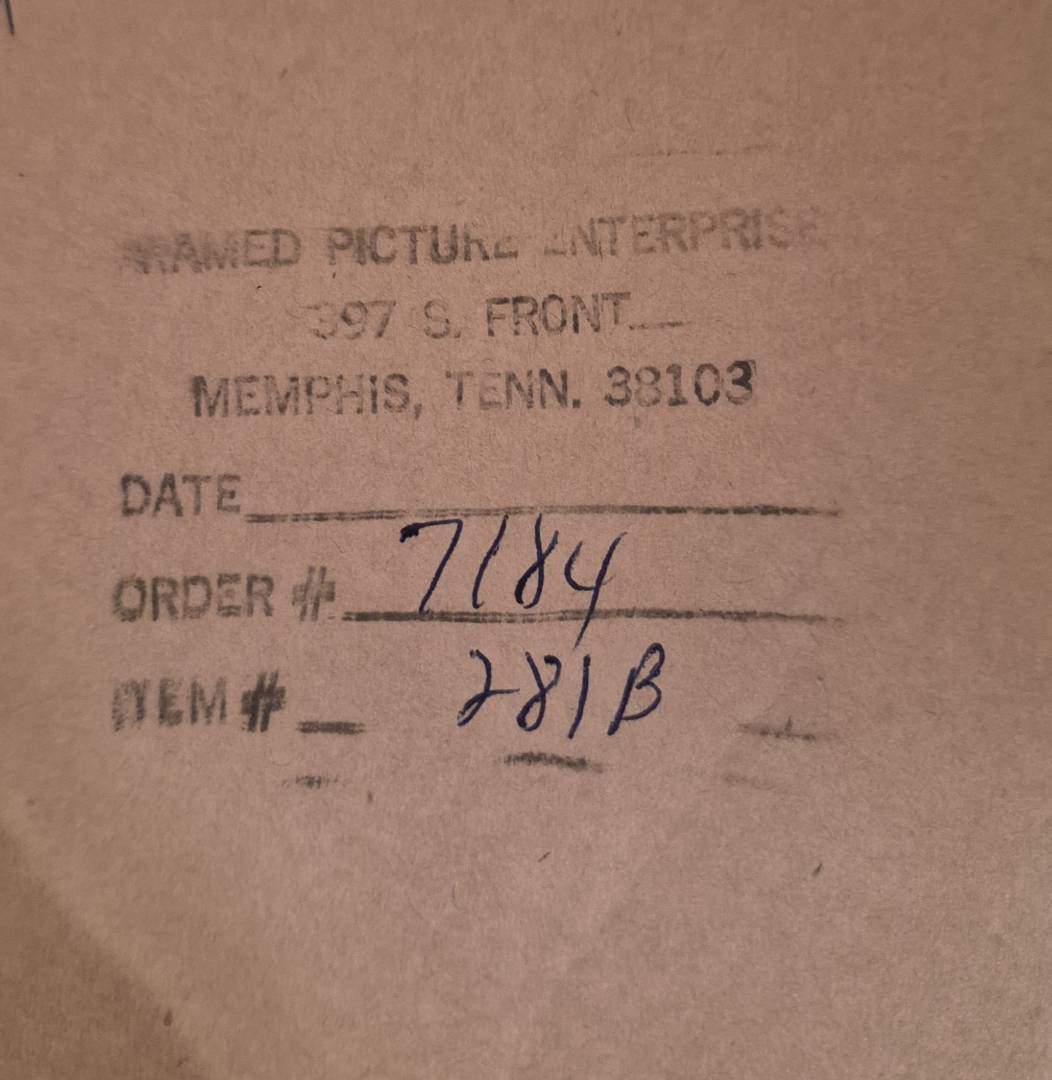 FRAMED PICTURE ENTERPRISE
397 S. FRONT
MEMPHIS, TENN. 38103
DATE
ORDER # 7184
ITEM # 281B